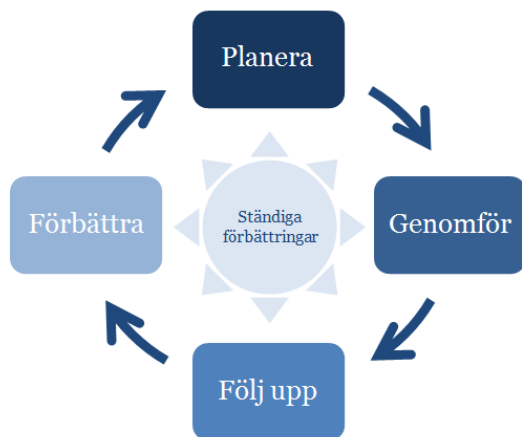 Planera
Förbättra
Ständiga
förbättringar
Genomför
Följ upp